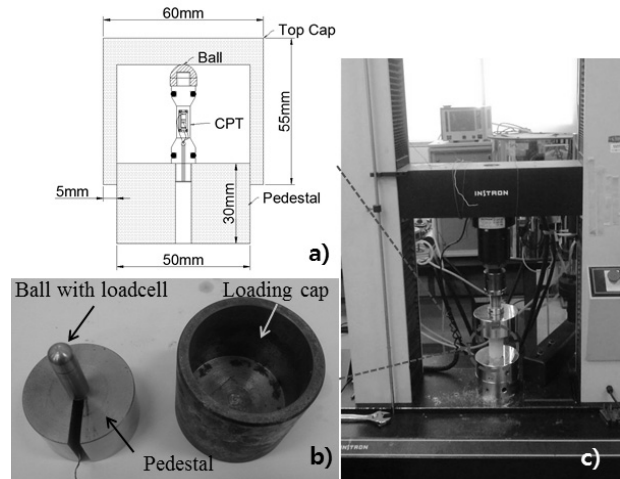 60mm
Top Cap
Ball
CPT
55mm
5mm
30mm
Pedestal
50mm
a)
Ball with loadcell
Loading cap
Pedestal
b)
INSTRON
INSTRON
c)